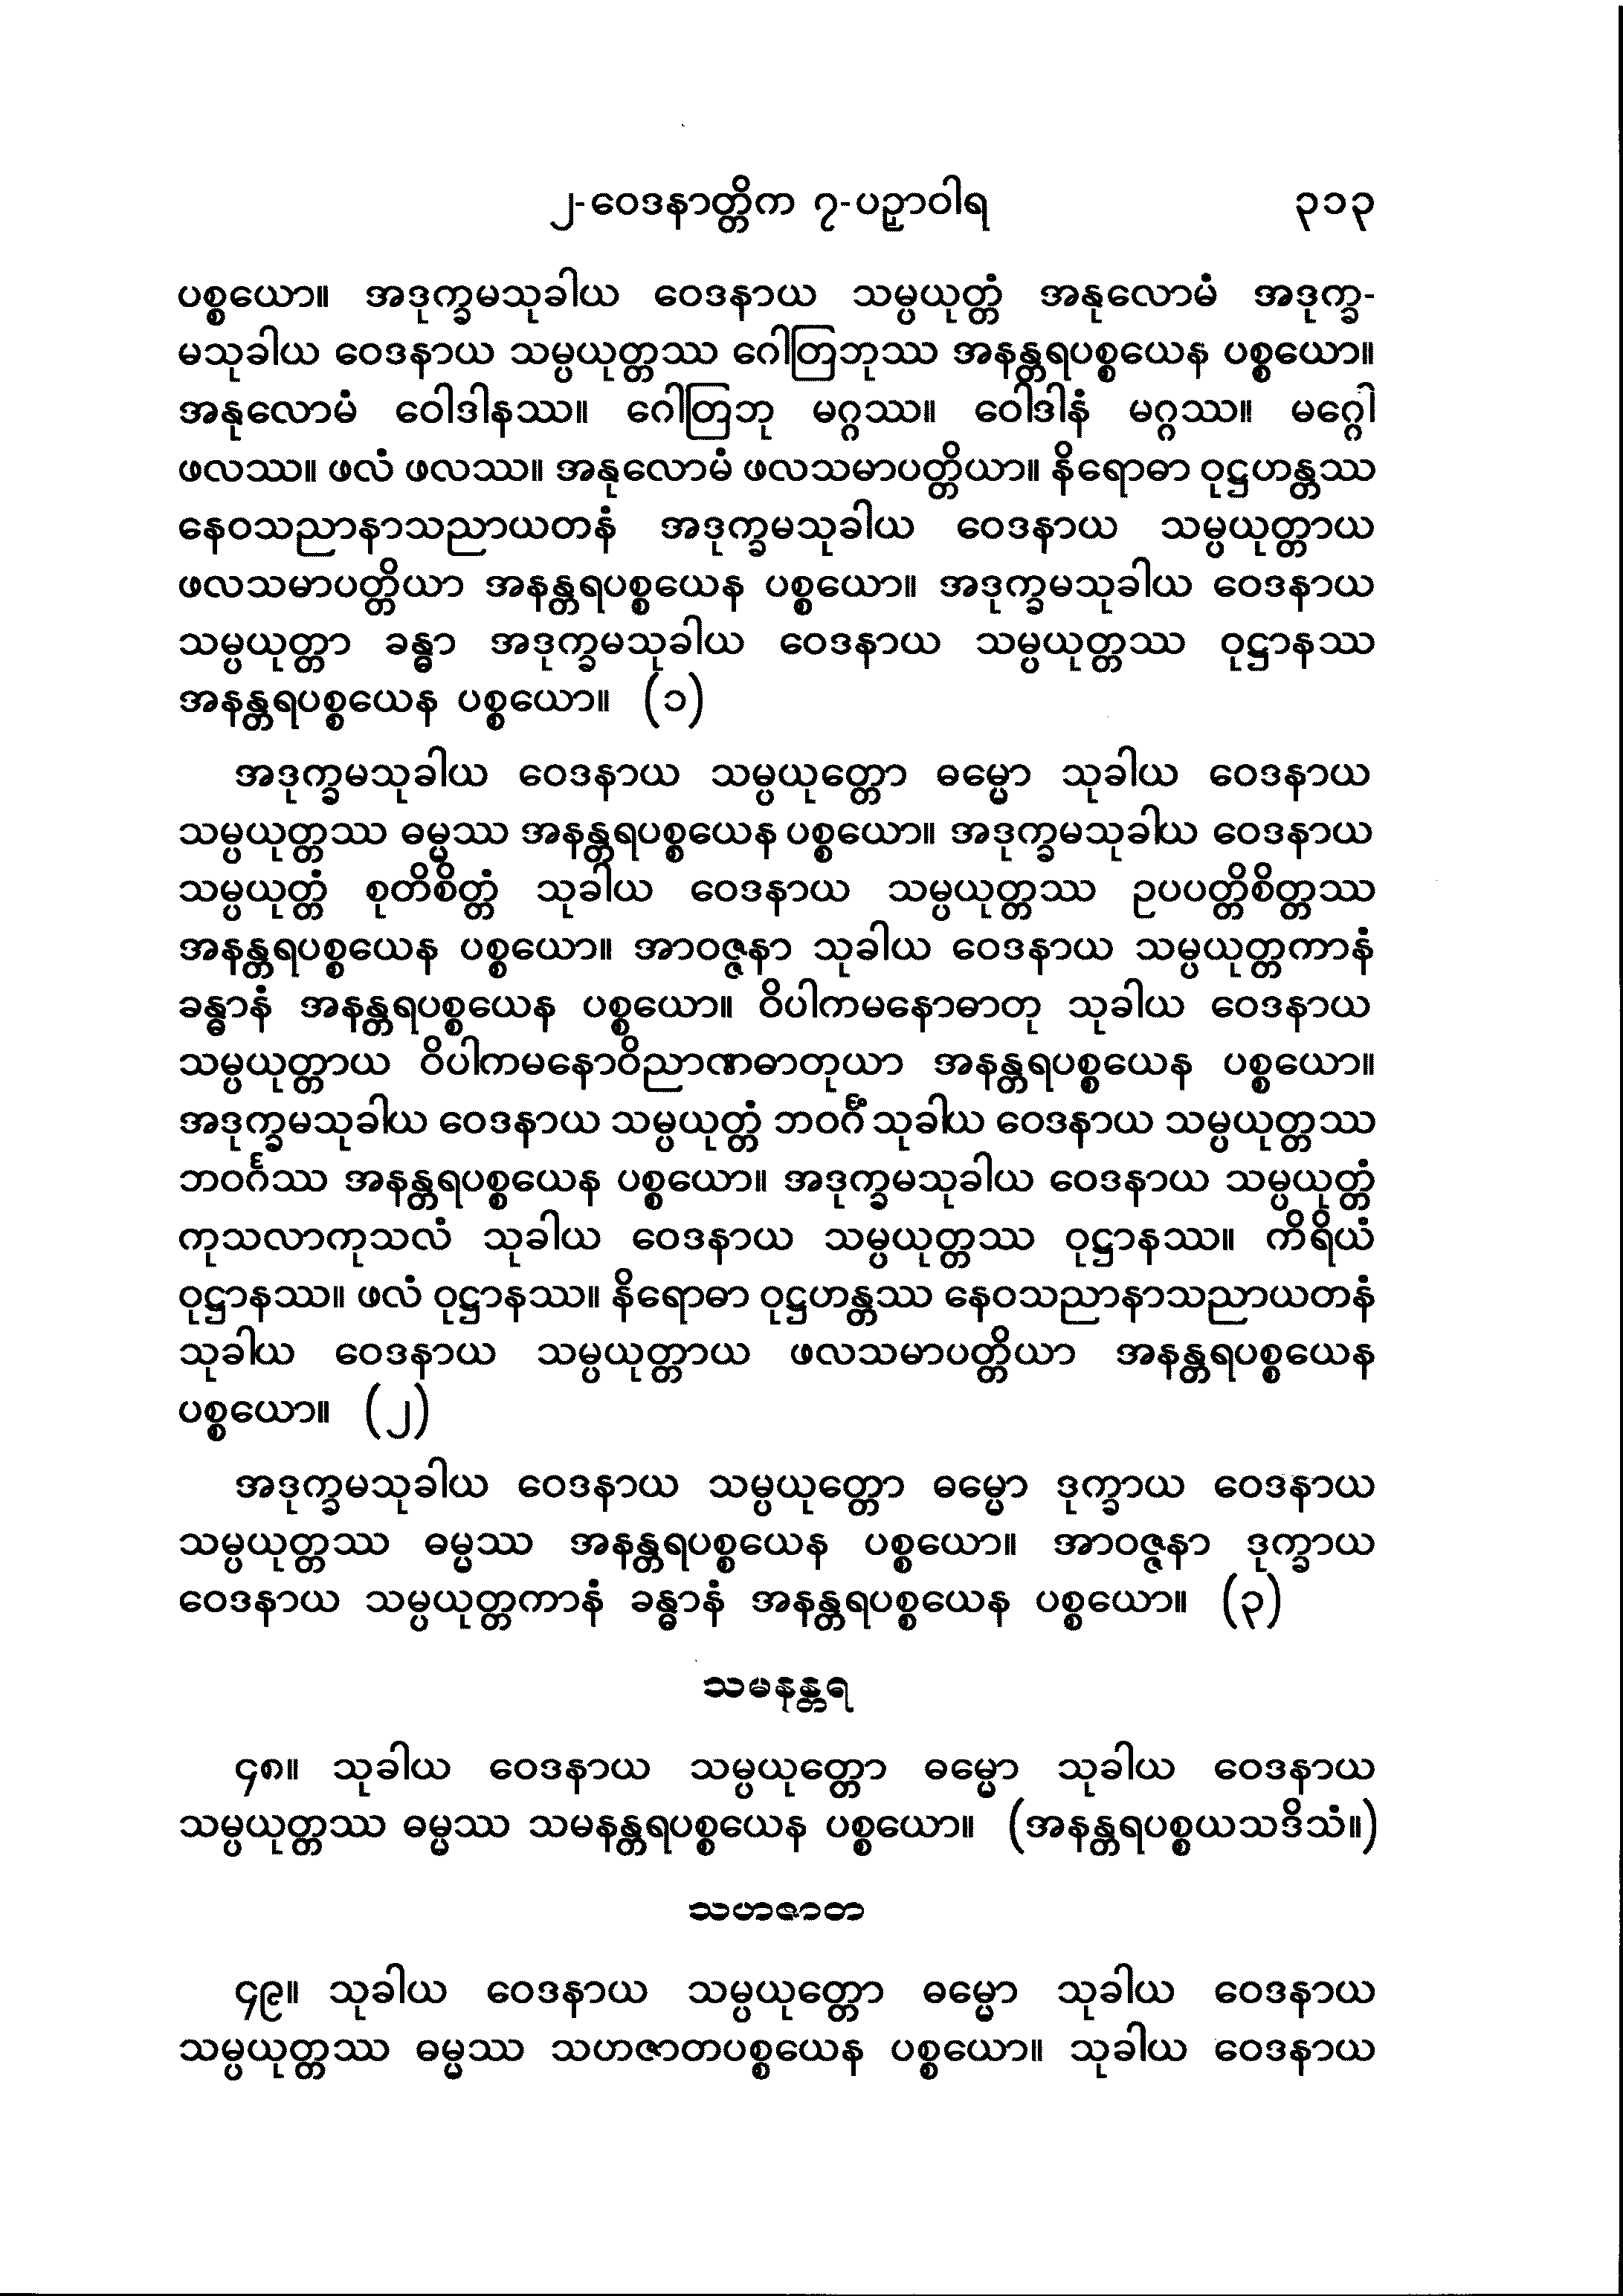 ၂-ဝေဒနာတ္တိက ၇-ပဉှာဝါရ ၃၁၃
ပစ္စယော။ အဒုက္ခမသုခါယ ဝေဒနာယ သမ္ပယုတ္တံ အနုလောမံ အဒုက္ခ-
မသုခါယ ဝေဒနာယ သမ္ပယုတ္တဿ ဂေါတြဘုဿ အနန္တရပစ္စယေန ပစ္စယော။
အနုလောမံ ဝေါဒါနဿ။ ဂေါတြဘု မဂ္ဂဿ။ ဝေါဒါနံ မဂ္ဂဿ။ မဂ္ဂေါ
ဖလဿ။ ဖလံ ဖလဿ။ အနုလောမံ ဖလသမာပတ္တိယာ။ နိရောဓာ ဝုဋ္ဌဟန္တဿ
နေဝသညာနာသညာယတနံ အဒုက္ခမသုခါယ ဝေဒနာယ သမ္ပယုတ္တာယ
ဖလသမာပတ္တိယာ အနန္တရပစ္စယေန ပစ္စယော။ အဒုက္ခမသုခါယ ဝေဒနာယ
သမ္ပယုတ္တာ ခန္ဓာ အဒုက္ခမသုခါယ ဝေဒနာယ သမ္ပယုတ္တဿ ဝုဋ္ဌာနဿ
အနန္တရပစ္စယေန ပစ္စယော။ (၁)
အဒုက္ခမသုခါယ ဝေဒနာယ သမ္ပယုတ္တော ဓမ္မော သုခါယ ဝေဒနာယ
သမ္ပယုတ္တဿ ဓမ္မဿ အနန္တရပစ္စယေန ပစ္စယော။ အဒုက္ခမသုခါယ ဝေဒနာယ
သမ္ပယုတ္တံ စုတိစိတ္တံ သုခါယ ဝေဒနာယ သမ္ပယုတ္တဿ ဥပပတ္တိစိတ္တဿ
အနန္တရပစ္စယေန ပစ္စယော။ အာဝဇ္ဇနာ သုခါယ ဝေဒနာယ သမ္ပယုတ္တကာနံ
ခန္ဓာနံ အနန္တရပစ္စယေန ပစ္စယော။ ဝိပါကမနောဓာတု သုခါယ ဝေဒနာယ
သမ္ပယုတ္တာယ ဝိပါကမနောဝိညာဏဓာတုယာ အနန္တရပစ္စယေန ပစ္စယော။
အဒုက္ခမသုခါယ ဝေဒနာယ သမ္ပယုတ္တံ ဘဝင်္ဂံ သုခါယ ဝေဒနာယ သမ္ပယုတ္တဿ
ဘဝင်္ဂဿ အနန္တရပစ္စယေန ပစ္စယော။ အဒုက္ခမသုခါယ ဝေဒနာယ သမ္ပယုတ္တံ
ကုသလာကုသလံ သုခါယ ဝေဒနာယ သမ္ပယုတ္တဿ ဝုဋ္ဌာနဿ။ ကိရိယံ
ဝုဋ္ဌာနဿ။ ဖလံ ဝုဋ္ဌာနဿ။ နိရောဓာ ဝုဋ္ဌဟန္တဿ နေဝသညာနာသညာယတနံ
သုခါယ ဝေဒနာယ သမ္ပယုတ္တာယ ဖလသမာပတ္တိယာ အနန္တရပစ္စယေန
ပစ္စယော။ (၂)
အဒုက္ခမသုခါယ ဝေဒနာယ သမ္ပယုတ္တော ဓမ္မော ဒုက္ခာယ ဝေဒနာယ
သမ္ပယုတ္တဿ ဓမ္မဿ အနန္တရပစ္စယေန ပစ္စယော။ အာဝဇ္ဇနာ ဒုက္ခာယ
ဝေဒနာယ သမ္ပယုတ္တကာနံ ခန္ဓာနံ အနန္တရပစ္စယေန ပစ္စယော။ (၃)
သမနန္တရ
၄၈။ သုခါယ ဝေဒနာယ သမ္ပယုတ္တော ဓမ္မော သုခါယ ဝေဒနာယ
သမ္ပယုတ္တဿ ဓမ္မဿ သမနန္တရပစ္စယေန ပစ္စယော။ (အနန္တရပစ္စယသဒိသံ။)
သဟဇာတ
၄၉။ သုခါယ ဝေဒနာယ သမ္ပယုတ္တော ဓမ္မော သုခါယ ဝေဒနာယ
သမ္ပယုတ္တဿ ဓမ္မဿ သဟဇာတပစ္စယေန ပစ္စယော။ သုခါယ ဝေဒနာယ